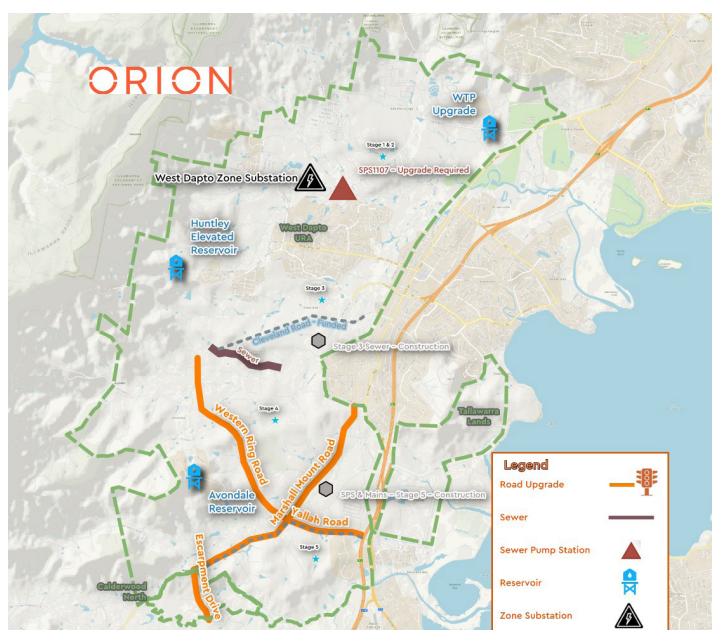 ORION
WTP
Upgrade
Stage 1 & 2
SPS1107 - Upgrade Required
West Dapto Zone Substation
West Dapto
URA
Huntley
Elevated
Reservoir
Stage 3
Cleveland Road - Funded
Stage 3 Sewer - Construction
Sewer
Western Ring Road
Stage 4
Marshall Mount Road
Tallawarra
Lands
Avondale
Reservoir
SPS & Mains - Stage 5 - Construction
Yallah Road
Stage 5
Escarpment Drive
Calderwood
North
Legend
Road Upgrade
Sewer
Sewer Pump Station
Reservoir
Zone Substation